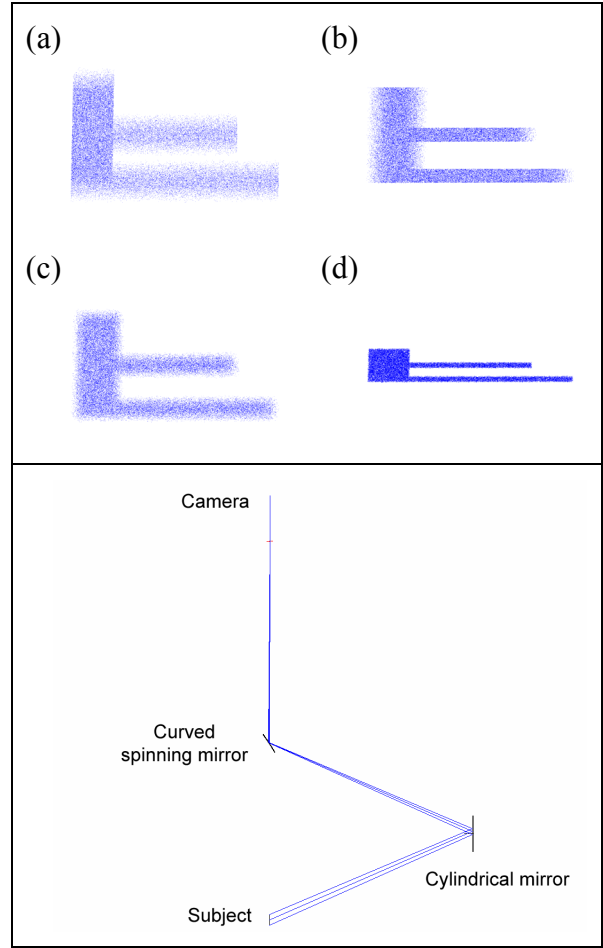 (a)
(b)
(c)
(d)
Camera
Curved
spinning mirror
Cylindrical mirror
Subject